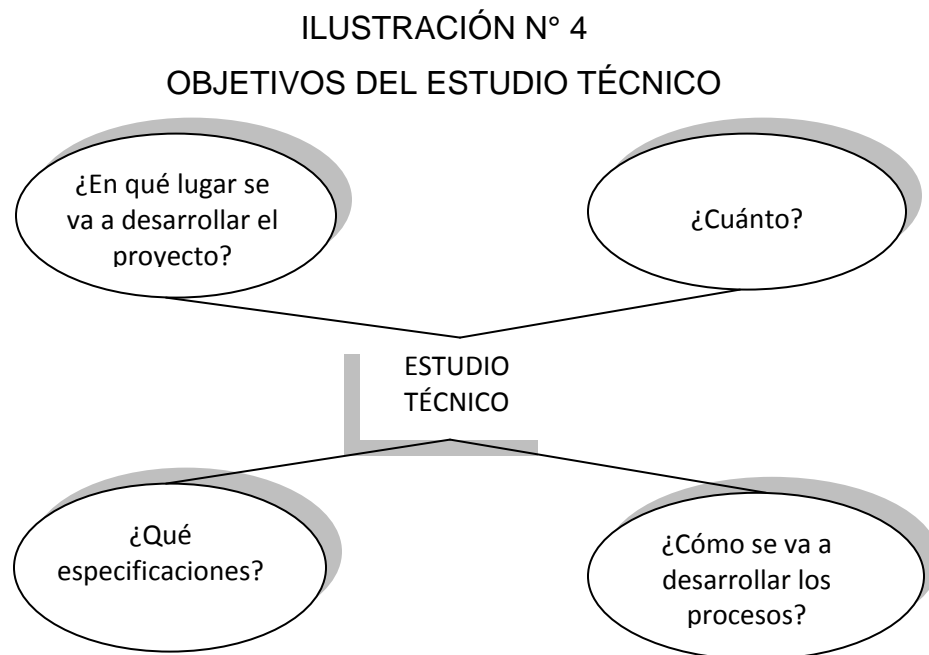 ILUSTRACIÓN N° 4
OBJETIVOS DEL ESTUDIO TÉCNICO
¿En qué lugar se
va a desarrollar el
proyecto?
¿Cuánto?
ESTUDIO
TÉCNICO
¿Qué
especificaciones?
¿Cómo se va a
desarrollar los
procesos?